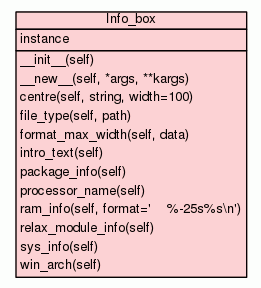 Info_box
instance
__init__(self)
__new__(self, *args, **kargs)
centre(self, string, width=100)
file_type(self, path)
format_max_width(self, data)
intro_text(self)
package_info(self)
processor_name(self)
ram_info(self, format='    %-25s%s\n')
relax_module_info(self)
sys_info(self)
win_arch(self)